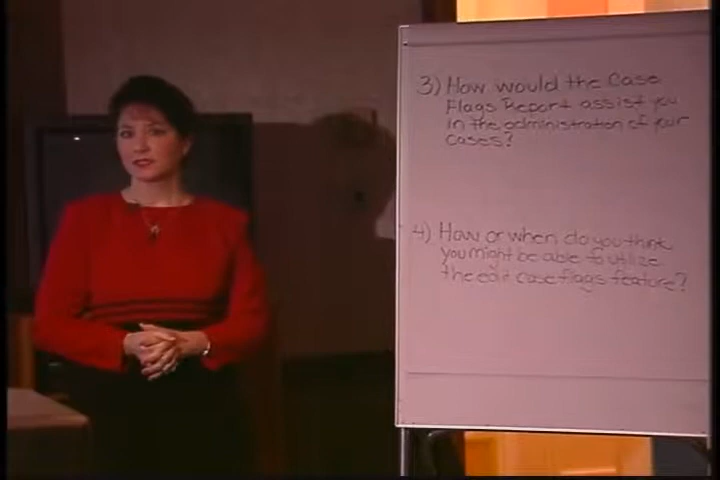 3) How would the Case
Flags Report assist you
in the administration of your
cases?
4) How or when do you think
you might be able to utilize
the edit case flags feature?